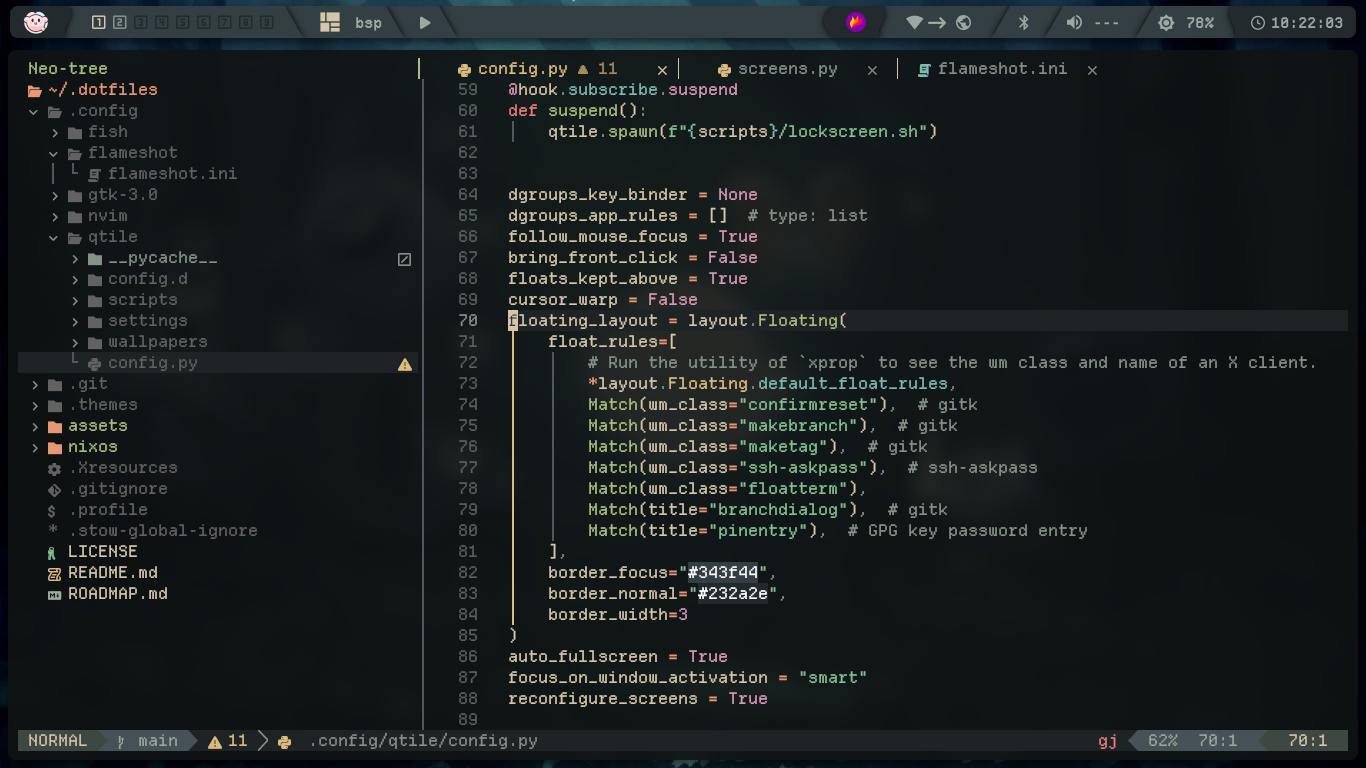 1 2 3 4 5 6 7 8 9 bsp --- 78% 10:22:03
Neo-tree
~/.dotfiles
.config
fish
flameshot
flameshot.ini
gtk-3.0
nvim
qtile
__pycache__
config.d
scripts
settings
wallpapers
config.py
.git
.themes
assets
nixos
.Xresources
.gitignore
$ .profile
* .stow-global-ignore
LICENSE
README.md
ROADMAP.md
config.py 11 × screens.py × flameshot.ini ×
59 @hook.subscribe.suspend
60 def suspend():
61 qtile.spawn(f"{scripts}/lockscreen.sh")
62
63
64 dgroups_key_binder = None
65 dgroups_app_rules = [] # type: list
66 follow_mouse_focus = True
67 bring_front_click = False
68 floats_kept_above = True
69 cursor_warp = False
70 floating_layout = layout.Floating(
71 float_rules=[
72 # Run the utility of `xprop` to see the wm class and name of an X client.
73 *layout.Floating.default_float_rules,
74 Match(wm_class="confirmreset"), # gitk
75 Match(wm_class="makebranch"), # gitk
76 Match(wm_class="maketag"), # gitk
77 Match(wm_class="ssh-askpass"), # ssh-askpass
78 Match(wm_class="floatterm"),
79 Match(title="branchdialog"), # gitk
80 Match(title="pinentry"), # GPG key password entry
81 ],
82 border_focus="#343f44",
83 border_normal="#232a2e",
84 border_width=3
85 )
86 auto_fullscreen = True
87 focus_on_window_activation = "smart"
88 reconfigure_screens = True
89
NORMAL main 11 .config/qtile/config.py gj 62% 70:1 70:1